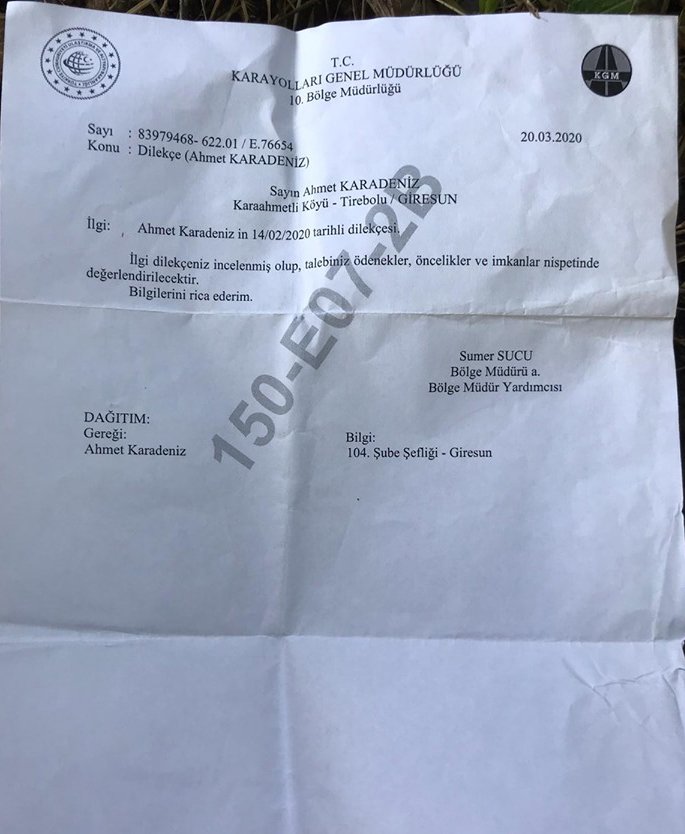 T.C.
KARAYOLLARI GENEL MÜDÜRLÜĞÜ
10. Bölge Müdürlüğü
KGM
Sayı : 83979468- 622.01 / E.76654
20.03.2020
Konu : Dilekçe (Ahmet KARADENİZ)
Sayın Ahmet KARADENİZ
Karaahmetli Köyü - Tirebolu / GİRESUN
İlgi: Ahmet Karadeniz in 14/02/2020 tarihli dilekçesi.
İlgi dilekçeniz incelenmiş olup, talebiniz ödenekler, öncelikler ve imkanlar nispetinde
değerlendirilecektir.
Bilgilerini rica ederim.
150-E07-2B
Sumer SUCU
Bölge Müdürü a.
Bölge Müdür Yardımcısı
DAĞITIM:
Gereği:
Ahmet Karadeniz
Bilgi:
104. Şube Şefliği - Giresun